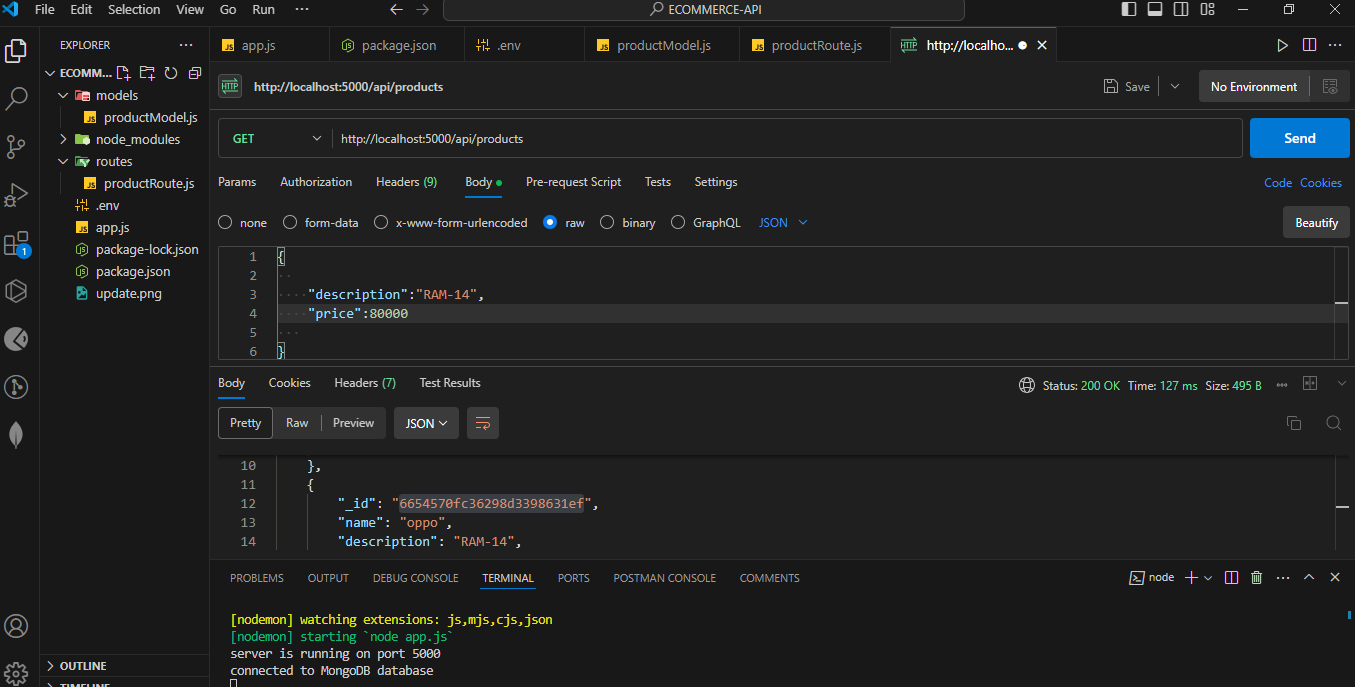 File Edit Selection View Go Run ··· ECOMMERCE-API
EXPLORER ···
ECOMM...
models
productModel.js
node_modules
routes
productRoute.js
.env
app.js
package-lock.json
package.json
update.png
OUTLINE
TIMELINE
1
app.js package.json .env productModel.js productRoute.js http://localho... ●
HTTP http://localhost:5000/api/products Save No Environment
GET http://localhost:5000/api/products Send
Params Authorization Headers (9) Body Pre-request Script Tests Settings Code Cookies
none form-data x-www-form-urlencoded raw binary GraphQL JSON Beautify
1 {
2
3 "description":"RAM-14",
4 "price":80000
5
6 }
Body Cookies Headers (7) Test Results Status: 200 OK Time: 127 ms Size: 495 B
Pretty Raw Preview JSON
10 },
11 {
12 "_id": "6654570fc36298d3398631ef",
13 "name": "oppo",
14 "description": "RAM-14",
PROBLEMS OUTPUT DEBUG CONSOLE TERMINAL PORTS POSTMAN CONSOLE COMMENTS node
[nodemon] watching extensions: js,mjs,cjs,json
[nodemon] starting `node app.js`
server is running on port 5000
connected to MongoDB database